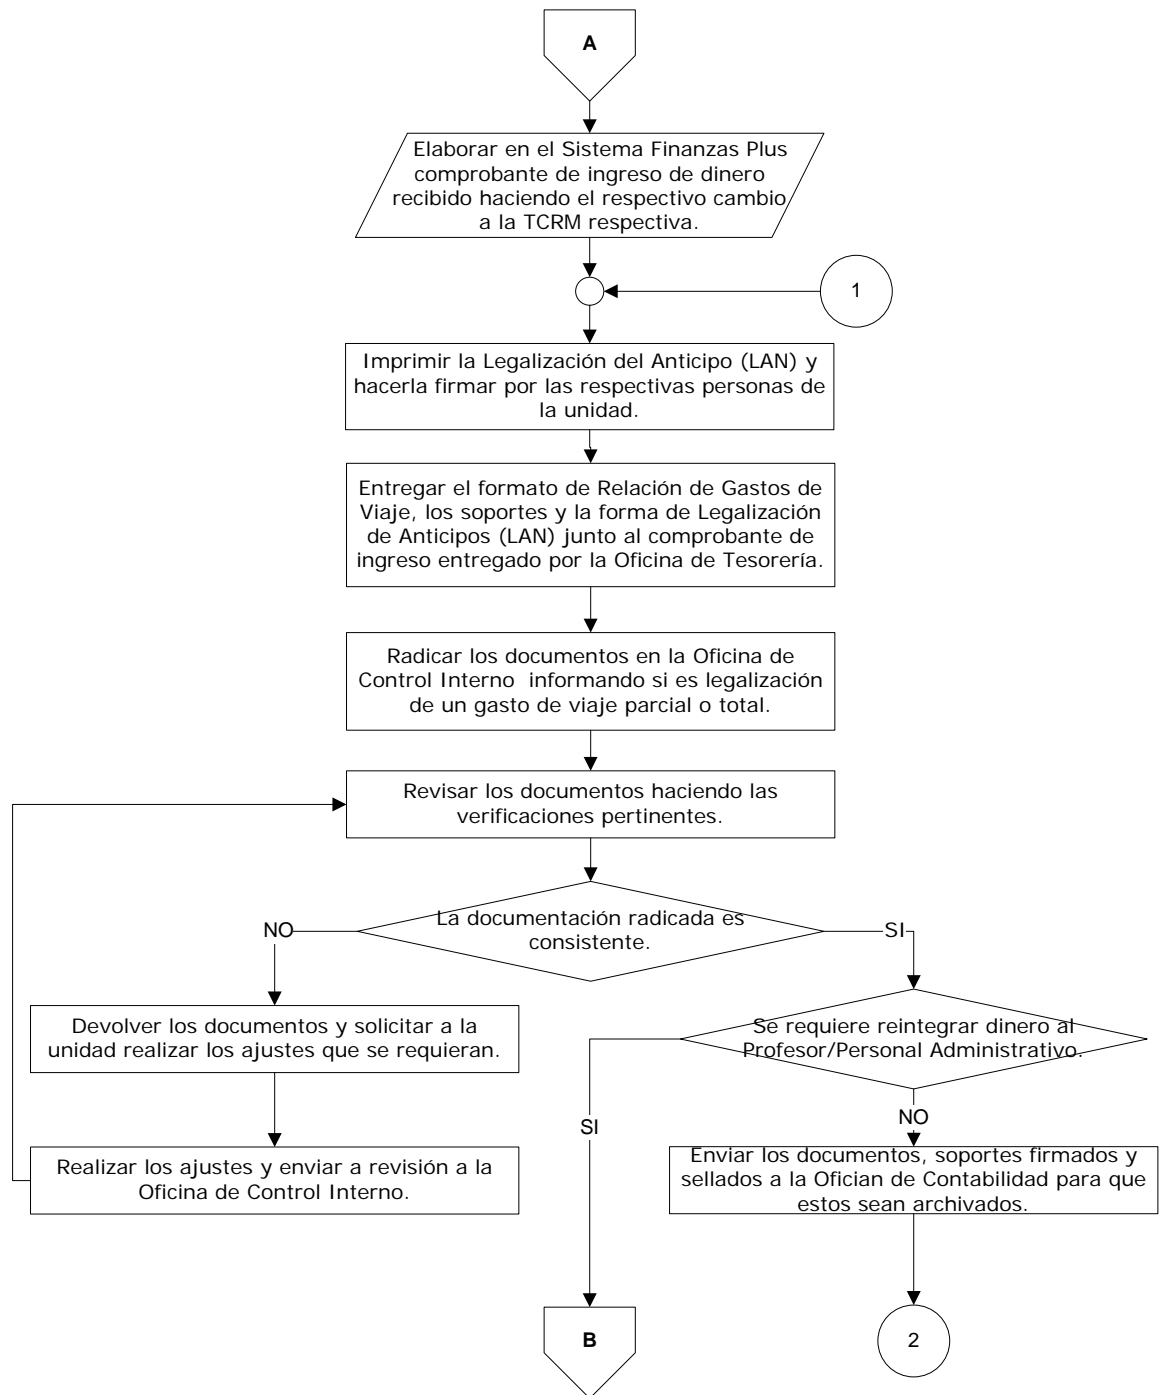 A
Elaborar en el Sistema Finanzas Plus
comprobante de ingreso de dinero
recibido haciendo el respectivo cambio
a la TCRM respectiva.
1
Imprimir la Legalización del Anticipo (LAN) y
hacerla firmar por las respectivas personas de
la unidad.
Entregar el formato de Relación de Gastos de
Viaje, los soportes y la forma de Legalización
de Anticipos (LAN) junto al comprobante de
ingreso entregado por la Oficina de Tesorería.
Radicar los documentos en la Oficina de
Control Interno informando si es legalización
de un gasto de viaje parcial o total.
Revisar los documentos haciendo las
verificaciones pertinentes.
La documentación radicada es
consistente.
NO
SI
Devolver los documentos y solicitar a la
unidad realizar los ajustes que se requieran.
Se requiere reintegrar dinero al
Profesor/Personal Administrativo.
SI
NO
Realizar los ajustes y enviar a revisión a la
Oficina de Control Interno.
Enviar los documentos, soportes firmados y
sellados a la Ofician de Contabilidad para que
estos sean archivados.
B
2